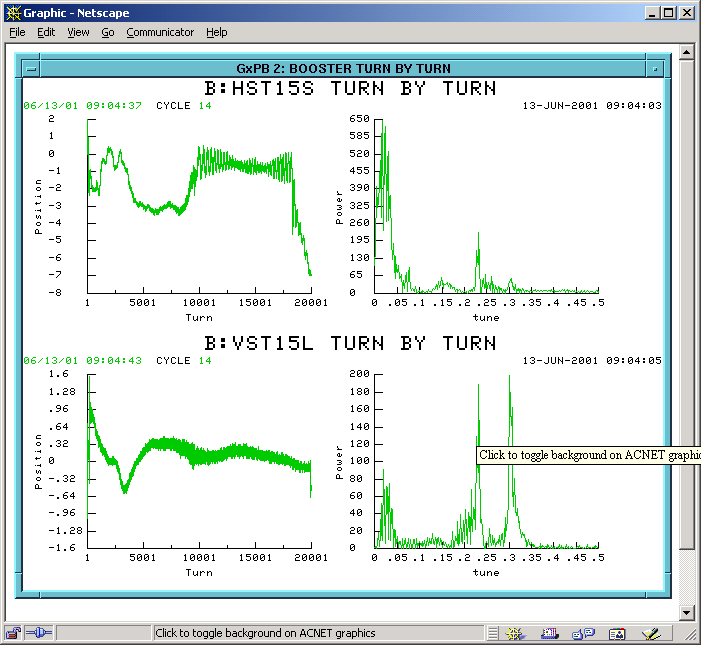 Graphic - Netscape
File Edit View Go Communicator Help
GxPB 2: BOOSTER TURN BY TURN
B:HST15S TURN BY TURN
06/13/01 09:04:37 CYCLE 14 13-JUN-2001 09:04:03
2
1
0
-1
-2
-3
-4
-5
-6
-7
-8
Position
1 5001 10001 15001 20001
Turn
650
585
520
455
390
325
260
195
130
65
0
Power
0 .05 .1 .15 .2 .25 .3 .35 .4 .45 .5
tune
B:VST15L TURN BY TURN
06/13/01 09:04:43 CYCLE 14 13-JUN-2001 09:04:05
1.6
1.28
.96
.64
.32
0
-.32
-.64
-.96
-1.28
-1.6
Position
1 5001 10001 15001 20001
Turn
200
180
160
140
120
100
80
60
40
20
0
Power
0 .05 .1 .15 .2 .25 .3 .35 .4 .45 .5
tune
Click to toggle background on ACNET graphic
Click to toggle background on ACNET graphics